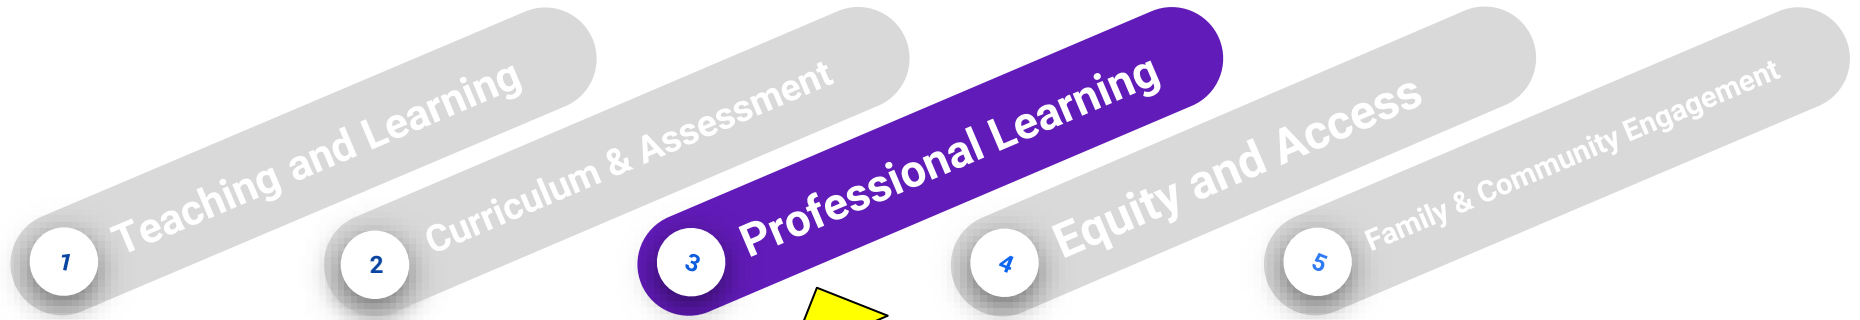 1 Teaching and Learning
2 Curriculum & Assessment
3 Professional Learning
4 Equity and Access
5 Family & Community Engagement